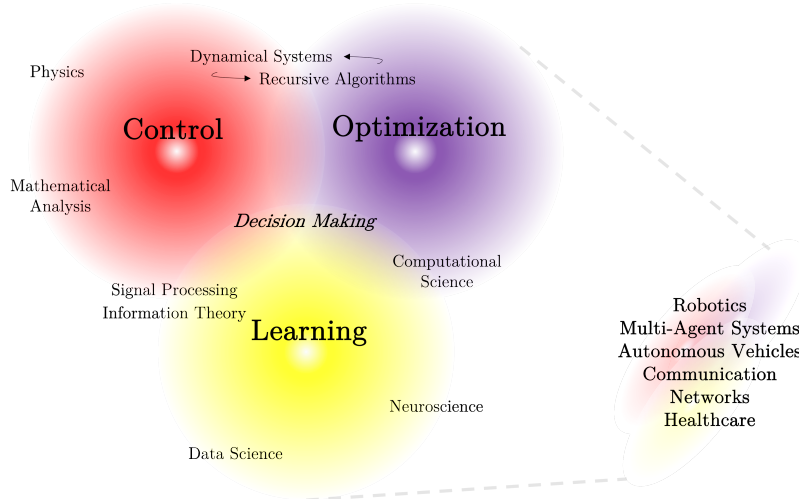 Dynamical Systems
Physics
Recursive Algorithms
Control
Optimization
Mathematical
Analysis
Decision Making
Computational
Science
Signal Processing
Information Theory
Learning
Neuroscience
Data Science
Robotics
Multi-Agent Systems
Autonomous Vehicles
Communication
Networks
Healthcare